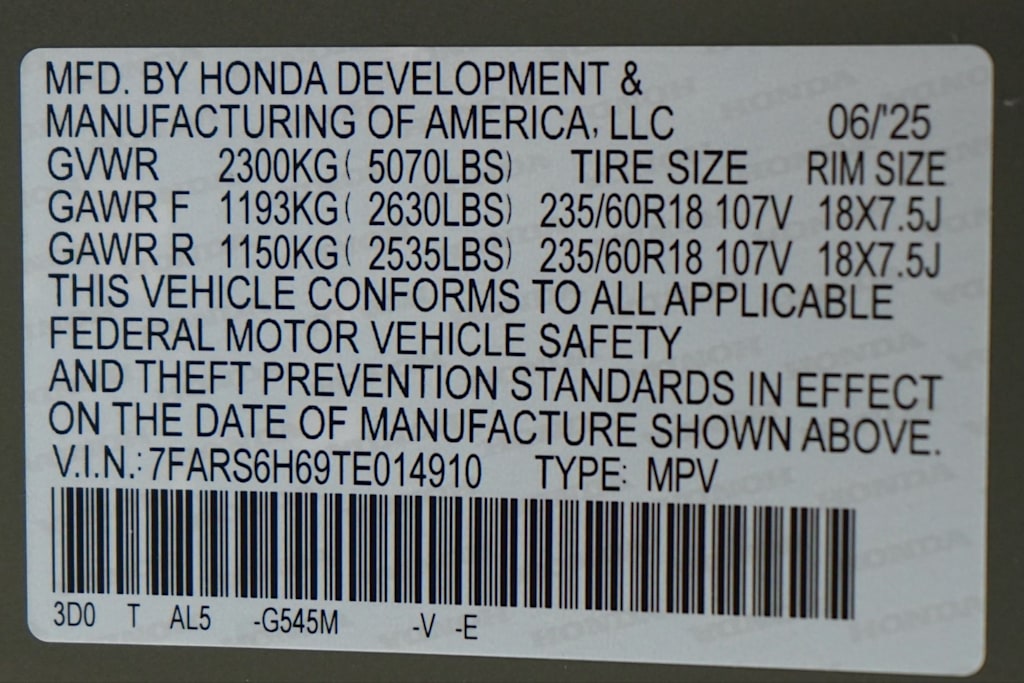 MFD. BY HONDA DEVELOPMENT &
MANUFACTURING OF AMERICA, LLC 06/'25
GVWR 2300KG( 5070LBS) TIRE SIZE RIM SIZE
GAWR F 1193KG( 2630LBS) 235/60R18 107V 18X7.5J
GAWR R 1150KG( 2535LBS) 235/60R18 107V 18X7.5J
THIS VEHICLE CONFORMS TO ALL APPLICABLE
FEDERAL MOTOR VEHICLE SAFETY
AND THEFT PREVENTION STANDARDS IN EFFECT
ON THE DATE OF MANUFACTURE SHOWN ABOVE.
V.I.N.: 7FARS6H69TE014910 TYPE: MPV
3D0 T AL5 -G545M -V -E